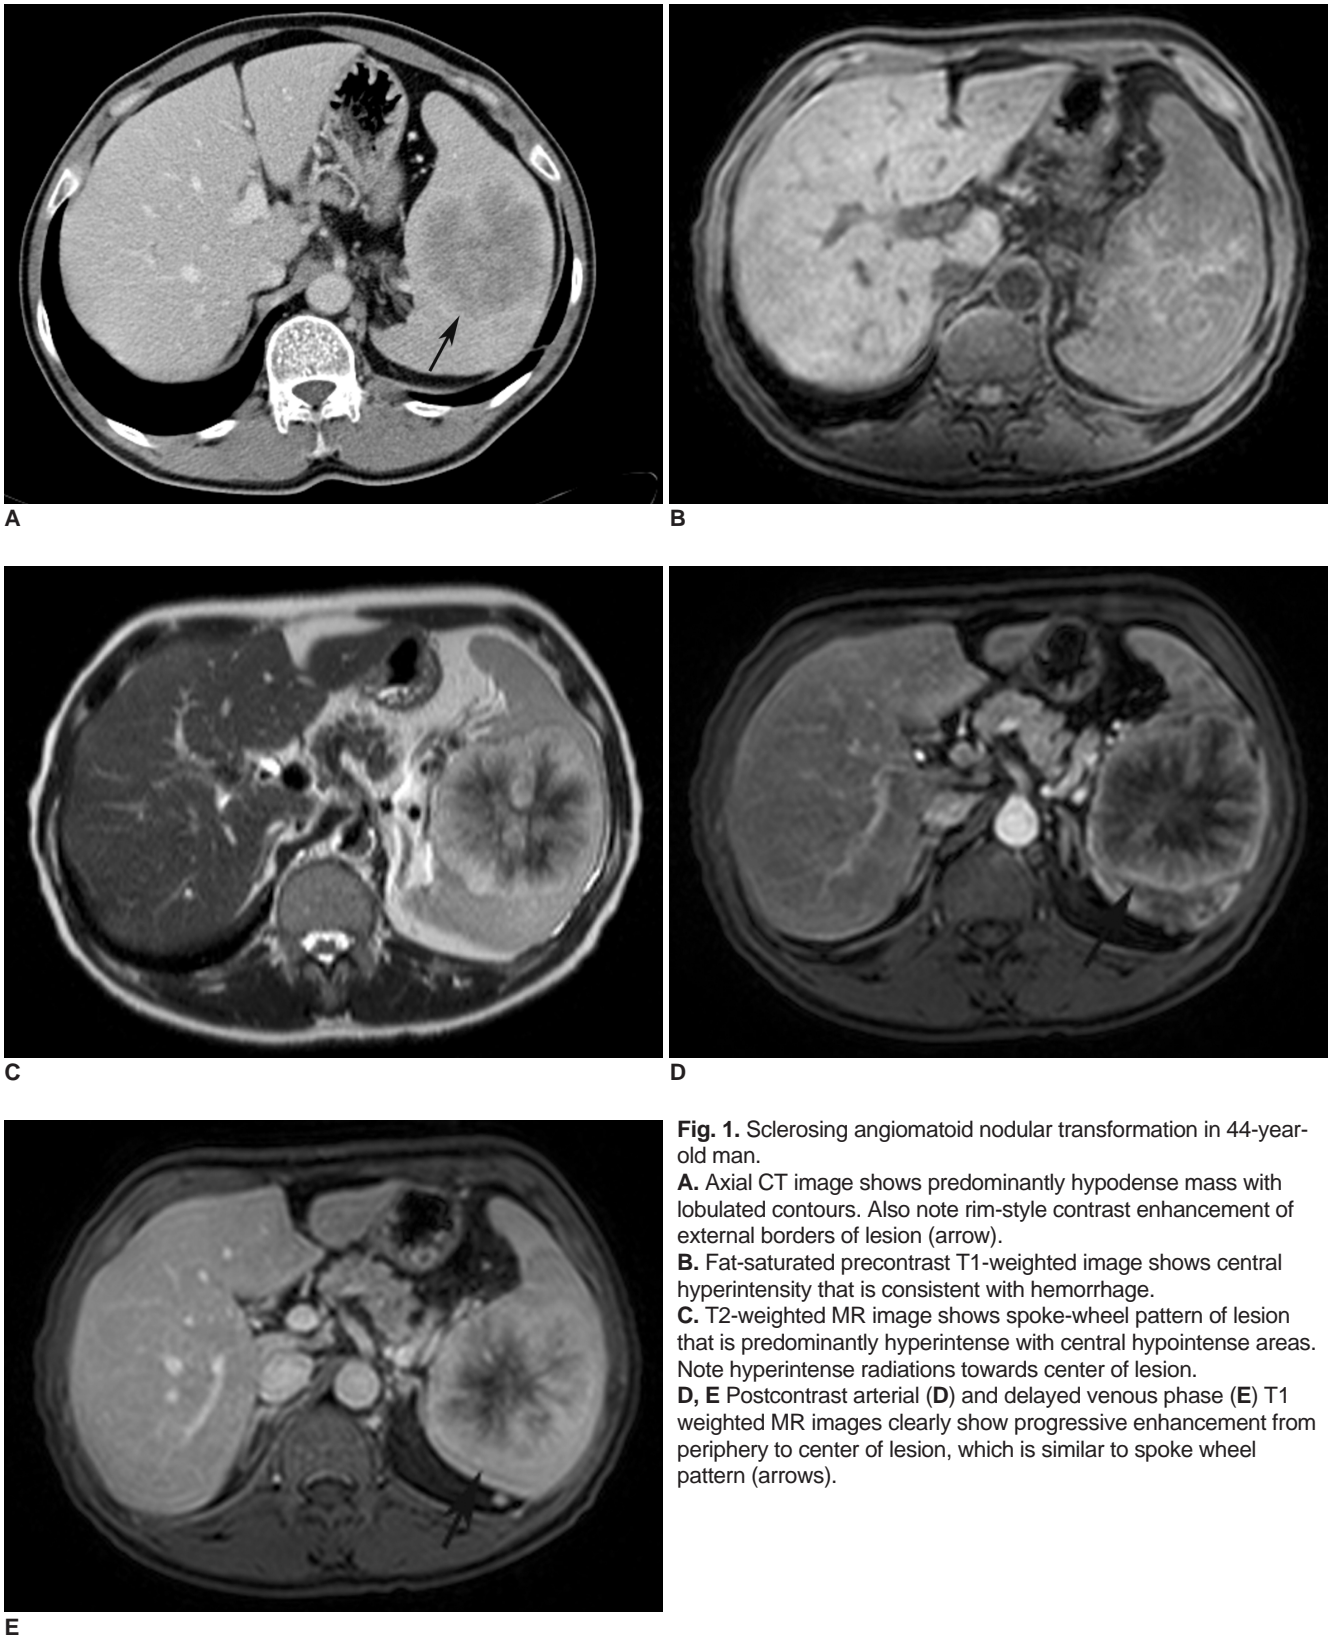 A
B
C
D
E
Fig. 1. Sclerosing angiomatoid nodular transformation in 44-year-
old man.
A. Axial CT image shows predominantly hypodense mass with
lobulated contours. Also note rim-style contrast enhancement of
external borders of lesion (arrow).
B. Fat-saturated precontrast T1-weighted image shows central
hyperintensity that is consistent with hemorrhage.
C. T2-weighted MR image shows spoke-wheel pattern of lesion
that is predominantly hyperintense with central hypointense areas.
Note hyperintense radiations towards center of lesion.
D, E Postcontrast arterial (D) and delayed venous phase (E) T1
weighted MR images clearly show progressive enhancement from
periphery to center of lesion, which is similar to spoke wheel
pattern (arrows).